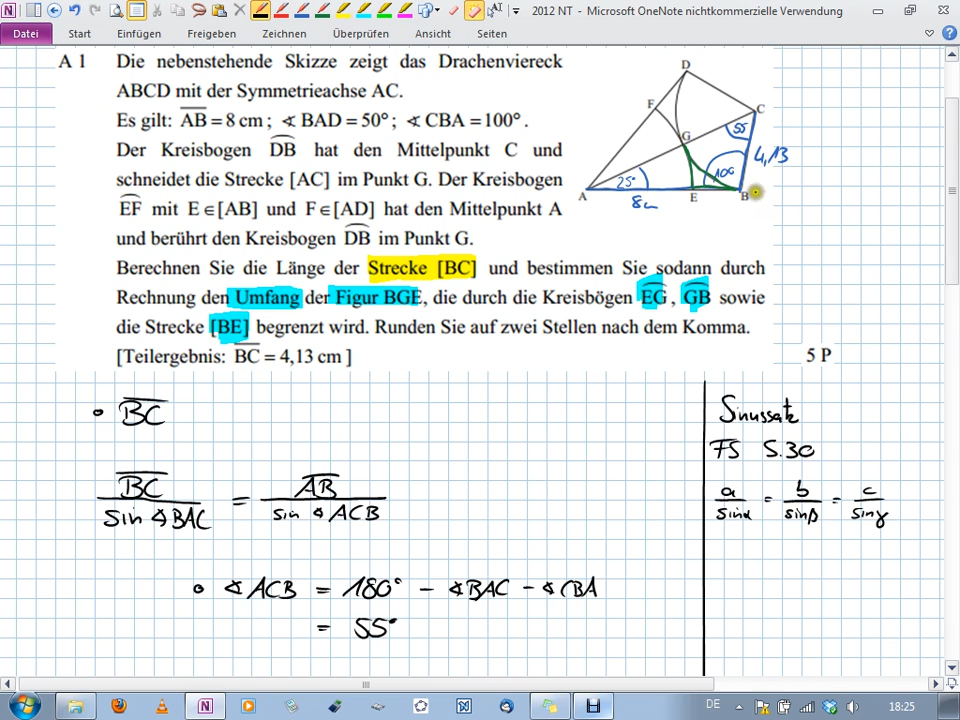 2012 NT - Microsoft OneNote nichtkommerzielle Verwendung
Datei Start Einfügen Freigeben Zeichnen Überprüfen Ansicht Seiten
A 1 Die nebenstehende Skizze zeigt das Drachenviereck
ABCD mit der Symmetrieachse AC.
Es gilt: AB = 8 cm ; ∢ BAD = 50° ; ∢ CBA = 100° .
Der Kreisbogen DB hat den Mittelpunkt C und
schneidet die Strecke [AC] im Punkt G. Der Kreisbogen
EF mit E ∈ [AB] und F ∈ [AD] hat den Mittelpunkt A
und berührt den Kreisbogen DB im Punkt G.
D
F
C
G
55
4,13
25°
100°
A
E
B
8cm
Berechnen Sie die Länge der Strecke [BC] und bestimmen Sie sodann durch
Rechnung den Umfang der Figur BGE, die durch die Kreisbögen EG, GB sowie
die Strecke [BE] begrenzt wird. Runden Sie auf zwei Stellen nach dem Komma.
[Teilergebnis: BC = 4,13 cm ]
5 P
• BC
BC / sin ∢ BAC = AB / sin ∢ ACB
• ∢ ACB = 180° - ∢ BAC - ∢ CBA
= 55°
Sinussatz
FS S.30
a / sinα = b / sinβ = c / sinγ
DE
18:25